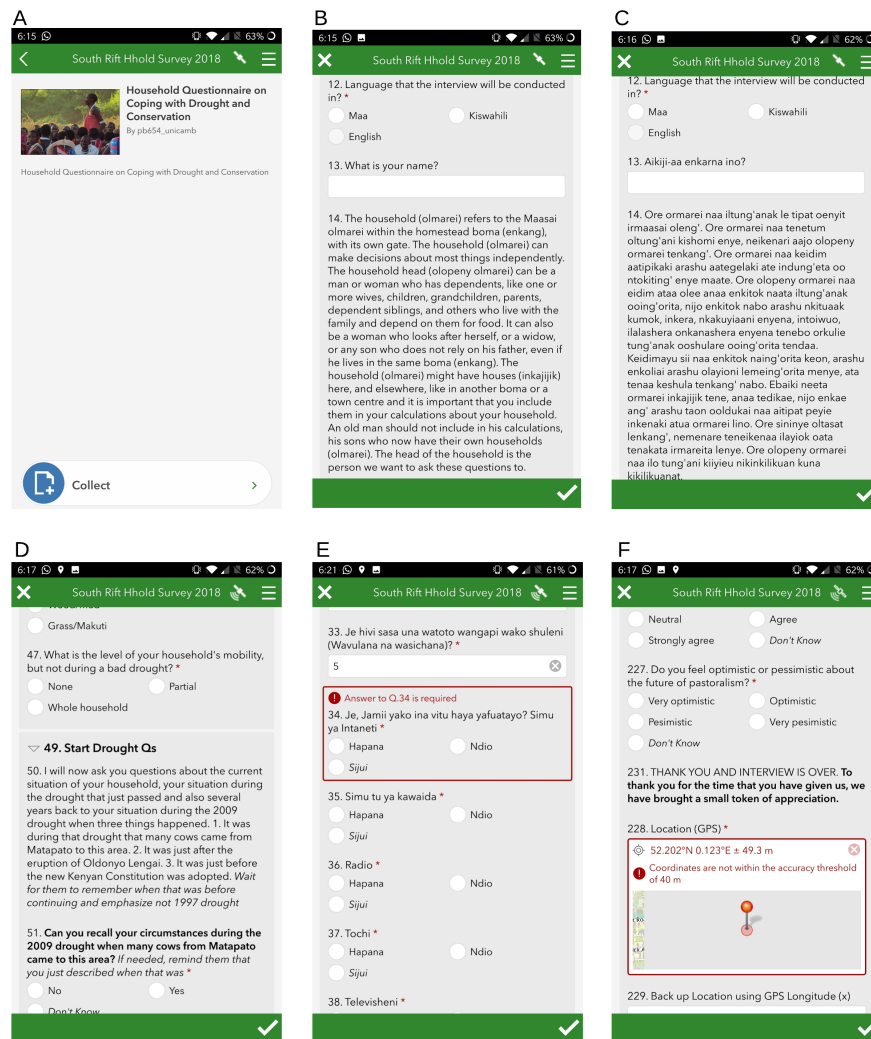 A
6:15 63%
South Rift Hhold Survey 2018
Household Questionnaire on
Coping with Drought and
Conservation
By pb654_unicamb
Household Questionnaire on Coping with Drought and Conservation
Collect
B
6:15 63%
South Rift Hhold Survey 2018
12. Language that the interview will be conducted
in? *
Maa Kiswahili
English
13. What is your name?
14. The household (olmarei) refers to the Maasai
olmarei within the homestead boma (enkang),
with its own gate. The household (olmarei) can
make decisions about most things independently.
The household head (olopeny olmarei) can be a
man or woman who has dependents, like one or
more wives, children, grandchildren, parents,
dependent siblings, and others who live with the
family and depend on them for food. It can also
be a woman who looks after herself, or a widow,
or any son who does not rely on his father, even if
he lives in the same boma (enkang). The
household (olmarei) might have houses (inkajijik)
here, and elsewhere, like in another boma or a
town centre and it is important that you include
them in your calculations about your household.
An old man should not include in his calculations,
his sons who now have their own households
(olmarei). The head of the household is the
person we want to ask these questions to.
C
6:16 62%
South Rift Hhold Survey 2018
12. Language that the interview will be conducted
in? *
Maa Kiswahili
English
13. Aikiji-aa enkarna ino?
14. Ore ormarei naa iltung'anak le tipat oenyit
irmaasai oleng'. Ore ormarei naa tenetum
oltung'ani kishomi enye, neikenari aajo olopeny
ormarei tenkang'. Ore ormarei naa keidim
aatipikaki arashu aategelaki ate indung'eta oo
ntokiting' enye maate. Ore olopeny ormarei naa
eidim ataa olee anaa enkitok naata iltung'anak
ooing'orita, nijo enkitok nabo arashu nkituaak
kumok, inkera, nkakuyiaani enyena, intoiwuo,
ilalashera onkanashera enyena tenebo orkulie
tung'anak ooshulare ooing'orita tendaa.
Keidimayu sii naa enkitok naing'orita keon, arashu
enkoliai arashu olayioni lemeing'orita menye, ata
tenaa keshula tenkang' nabo. Ebaiki neeta
ormarei inkajijik tene, anaa tedikae, nijo enkae
ang' arashu taon ooldukai naa aitipat peyie
inkenaki atua ormarei lino. Ore sininye oltasat
lenkang', nemenare teneikenaa ilayiok oata
tenakata irmareita lenye. Ore olopeny ormarei
naa ilo tung'ani kiiyieu nikinkilikuan kuna
kikilikuanat.
D
6:17 62%
South Rift Hhold Survey 2018
Wood/Mud
Grass/Makuti
47. What is the level of your household's mobility,
but not during a bad drought? *
None Partial
Whole household
49. Start Drought Qs
50. I will now ask you questions about the current
situation of your household, your situation during
the drought that just passed and also several
years back to your situation during the 2009
drought when three things happened. 1. It was
during that drought that many cows came from
Matapato to this area. 2. It was just after the
eruption of Oldonyo Lengai. 3. It was just before
the new Kenyan Constitution was adopted. Wait
for them to remember when that was before
continuing and emphasize not 1997 drought
51. Can you recall your circumstances during the
2009 drought when many cows from Matapato
came to this area? If needed, remind them that
you just described when that was *
No Yes
Don't Know
E
6:21 61%
South Rift Hhold Survey 2018
33. Je hivi sasa una watoto wangapi wako shuleni
(Wavulana na wasichana)? *
5
Answer to Q.34 is required
34. Je, Jamii yako ina vitu haya yafuatayo? Simu
ya Intaneti *
Hapana Ndio
Sijui
35. Simu tu ya kawaida *
Hapana Ndio
Sijui
36. Radio *
Hapana Ndio
Sijui
37. Tochi *
Hapana Ndio
Sijui
38. Televisheni *
F
6:17 62%
South Rift Hhold Survey 2018
Neutral Agree
Strongly agree Don't Know
227. Do you feel optimistic or pessimistic about
the future of pastoralism? *
Very optimistic Optimistic
Pesimistic Very pesimistic
Don't Know
231. THANK YOU AND INTERVIEW IS OVER. To
thank you for the time that you have given us, we
have brought a small token of appreciation.
228. Location (GPS) *
52.202°N 0.123°E ± 49.3 m
Coordinates are not within the accuracy threshold
of 40 m
229. Back up Location using GPS Longitude (x)